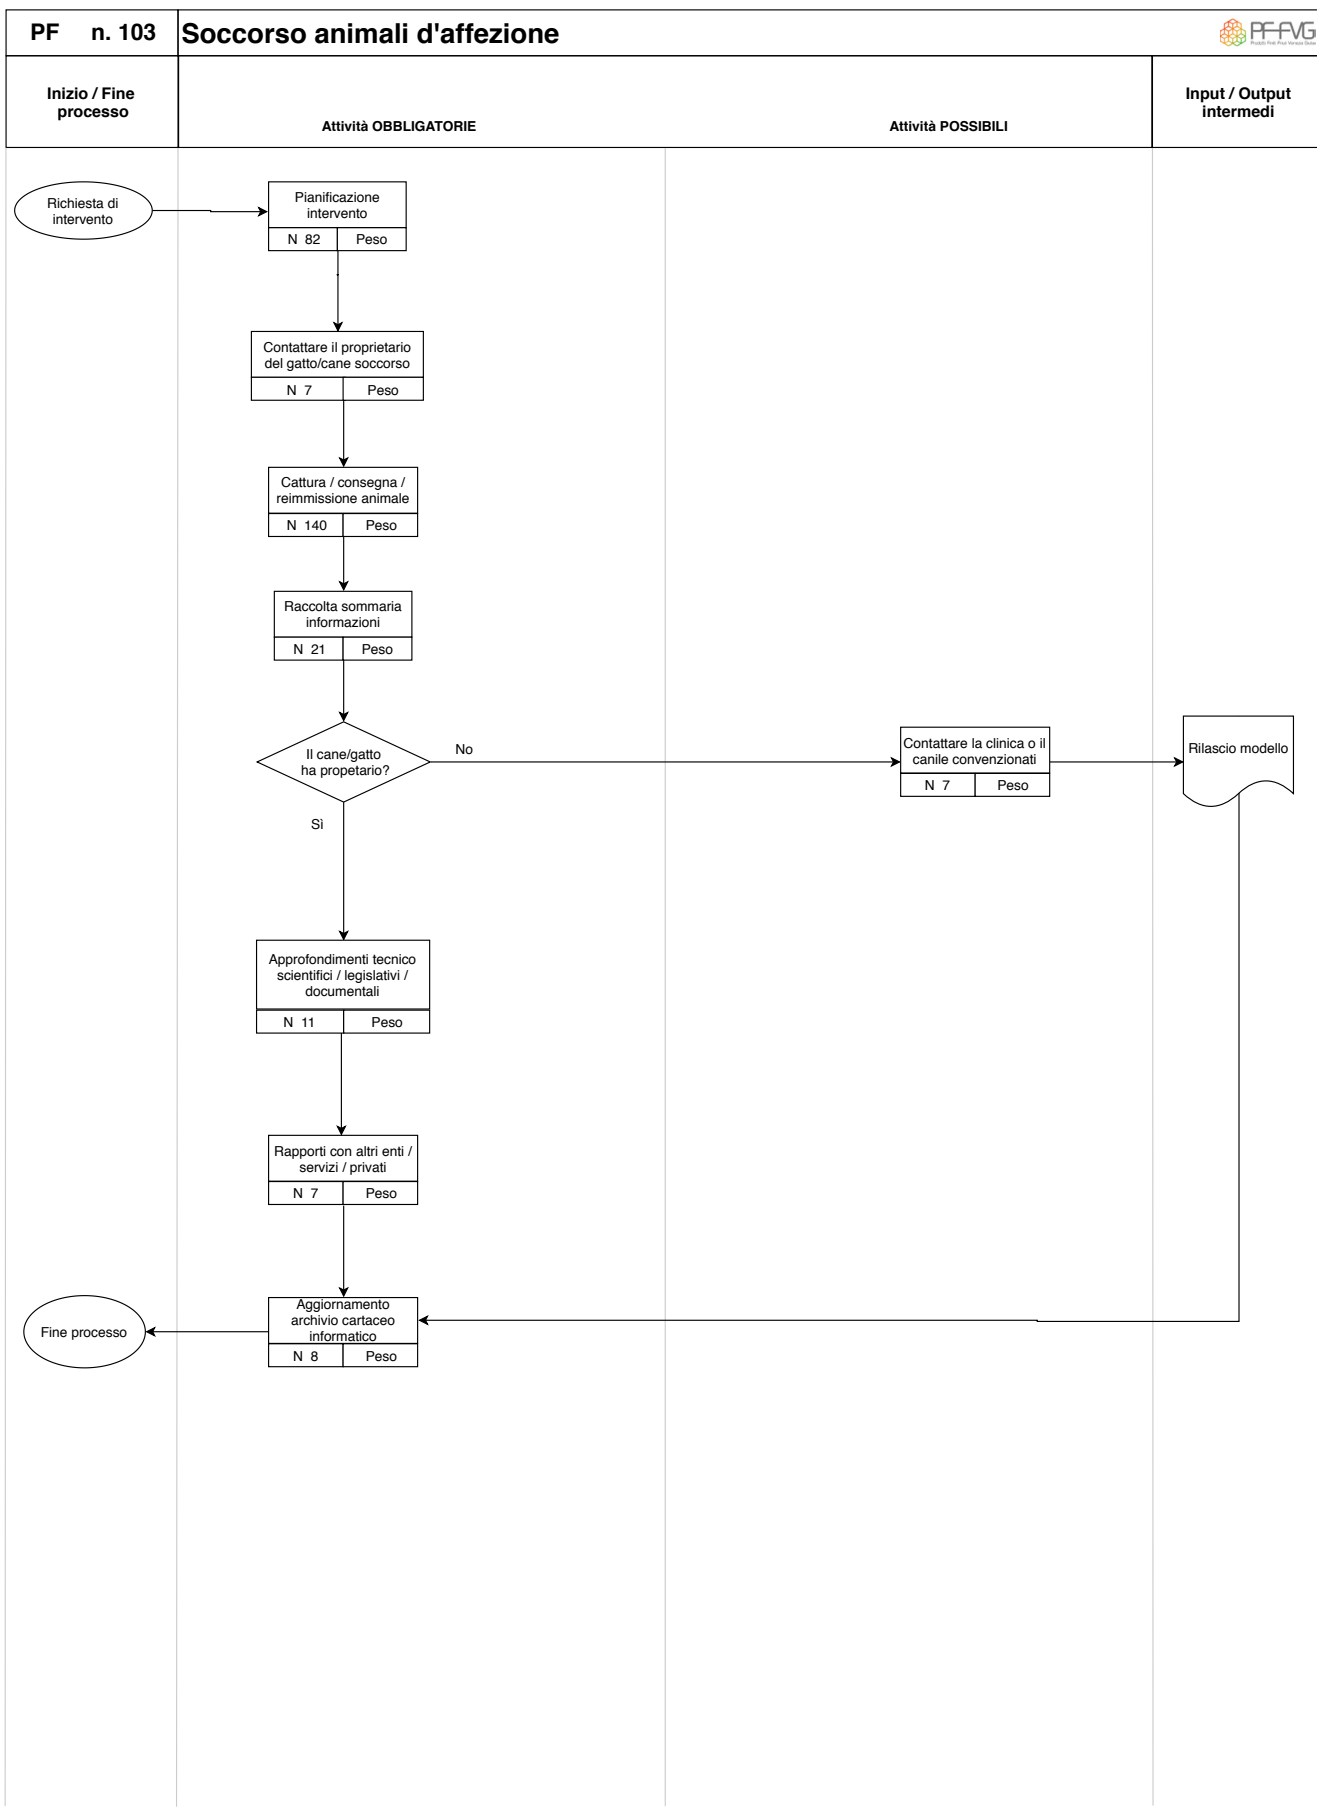 PF n. 103
Soccorso animali d'affezione
PF-FVG
Inizio / Fine
processo
Attività OBBLIGATORIE
Attività POSSIBILI
Input / Output
intermedi
Richiesta di
intervento
Pianificazione
intervento
N 82 Peso
Contattare il proprietario
del gatto/cane soccorso
N 7 Peso
Cattura / consegna /
reimmissione animale
N 140 Peso
Raccolta sommaria
informazioni
N 21 Peso
Il cane/gatto
ha propetario?
No
Contattare la clinica o il
canile convenzionati
N 7 Peso
Rilascio modello
Sì
Approfondimenti tecnico
scientifici / legislativi /
documentali
N 11 Peso
Rapporti con altri enti /
servizi / privati
N 7 Peso
Aggiornamento
archivio cartaceo
informatico
N 8 Peso
Fine processo